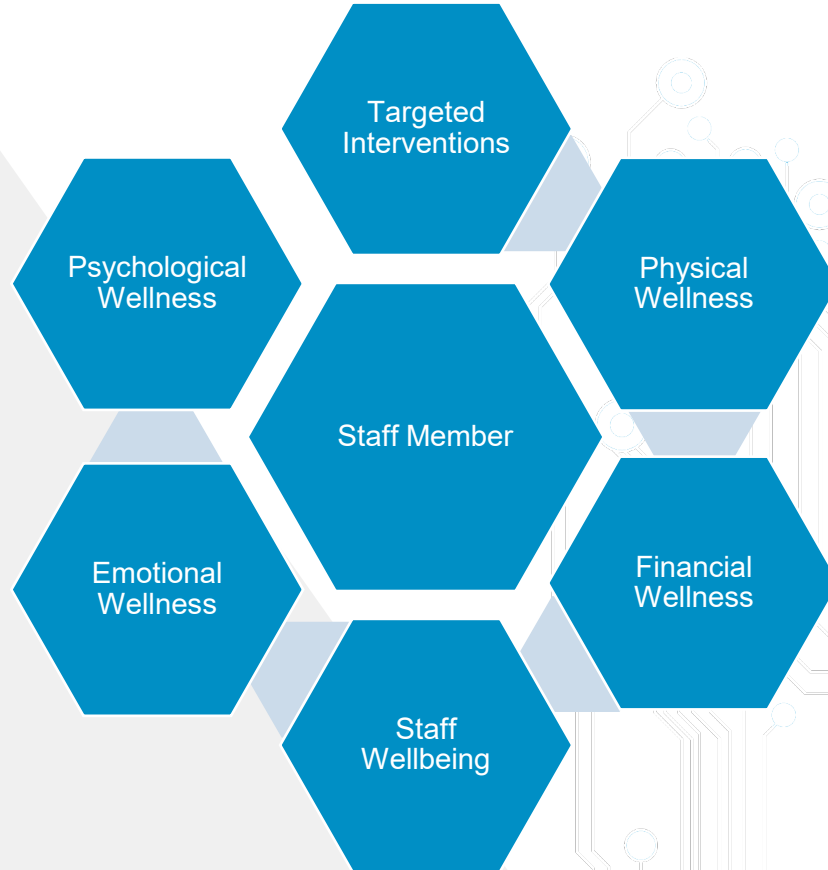 Targeted
Interventions
Psychological
Wellness
Physical
Wellness
Staff Member
Emotional
Wellness
Financial
Wellness
Staff
Wellbeing